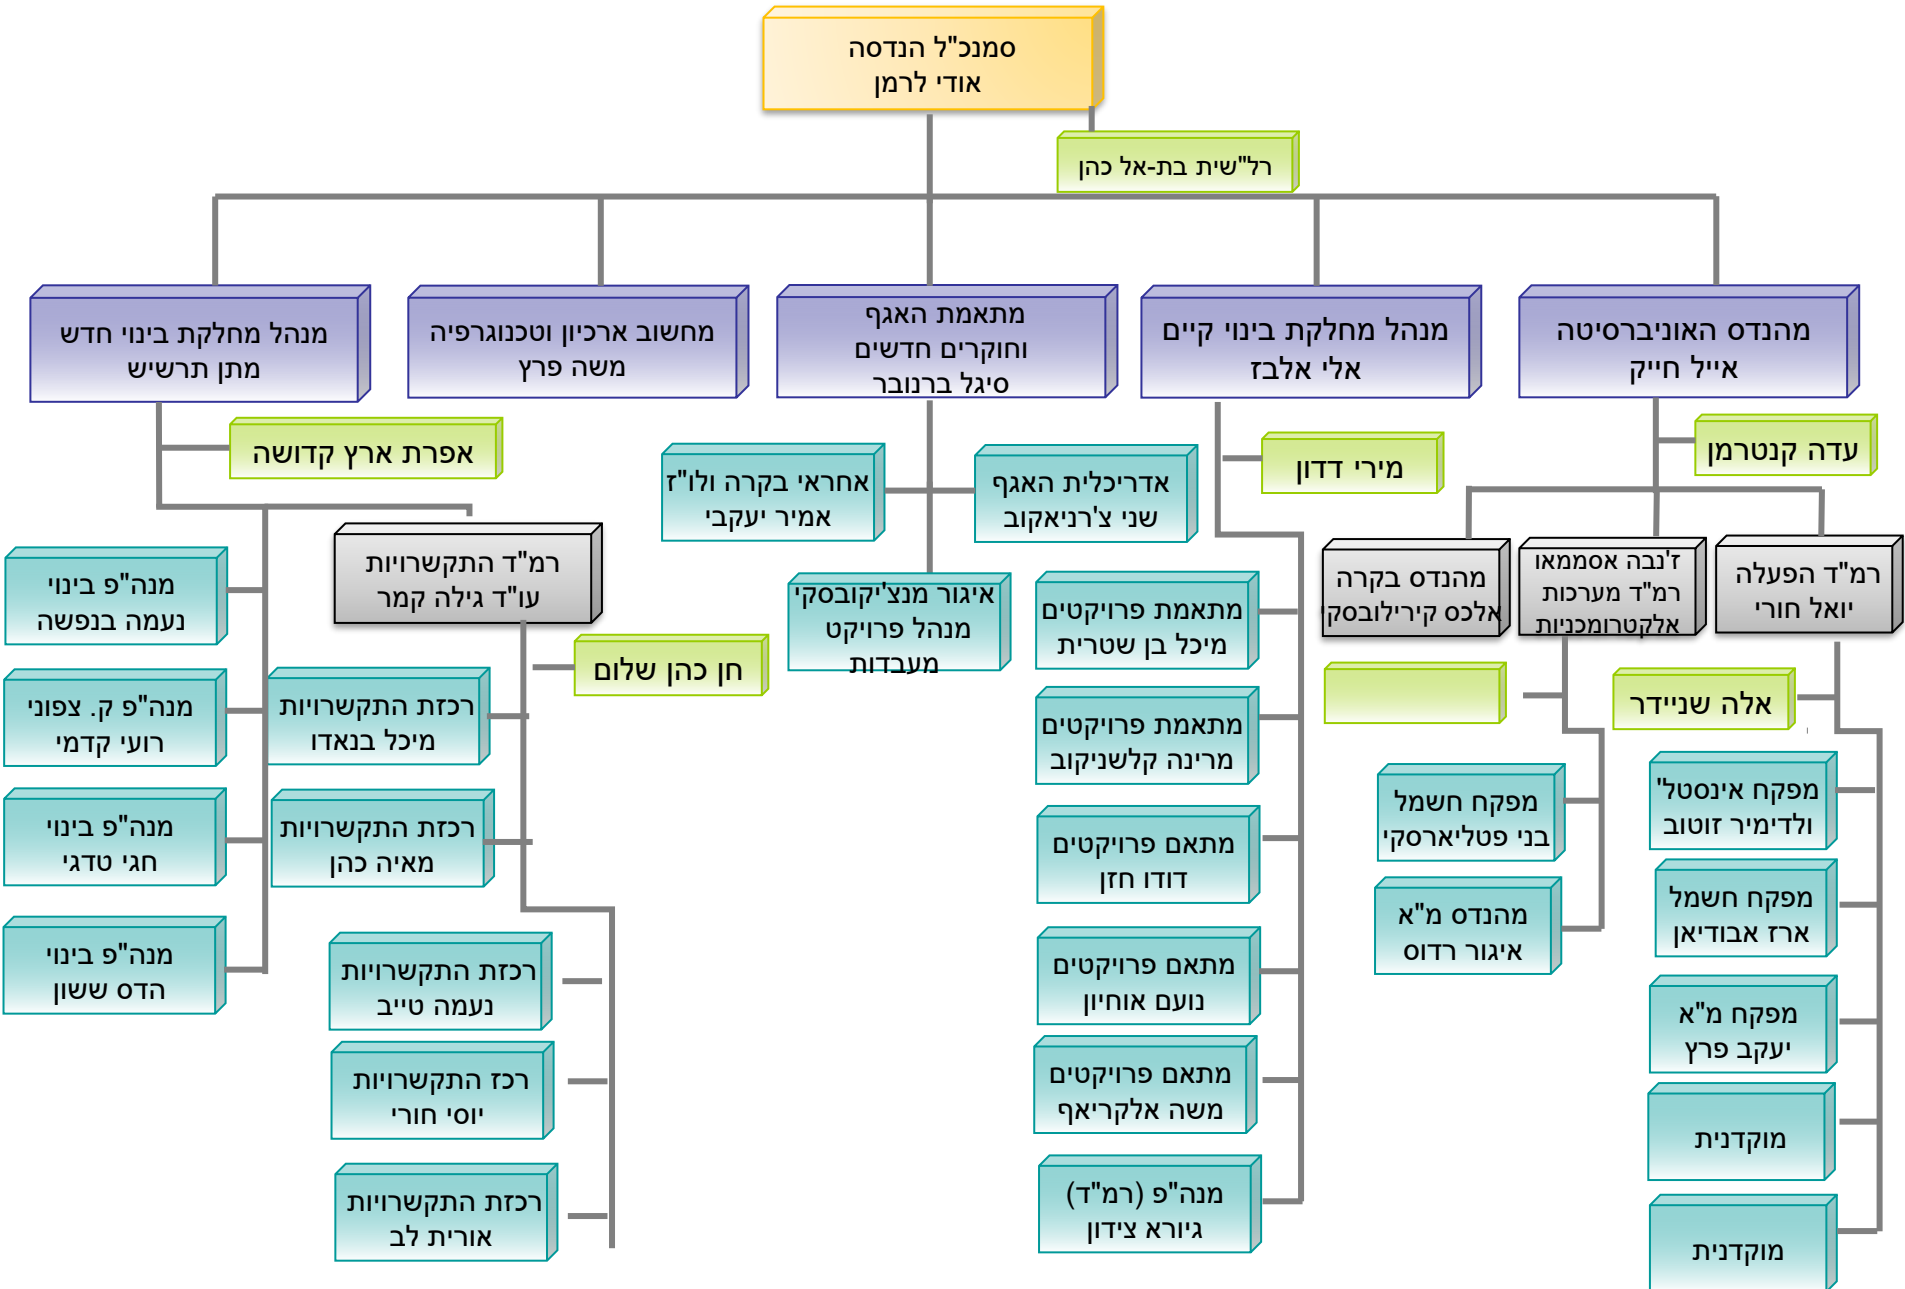 סמנכ"ל הנדסה
אודי לרמן
רל"שית בת-אל כהן
מהנדס האוניברסיטה
אייל חייק
מנהל מחלקת בינוי קיים
אלי אלבז
מתאמת האגף
וחוקרים חדשים
סיגל ברנובר
מחשוב ארכיון וטכנוגרפיה
משה פרץ
מנהל מחלקת בינוי חדש
מתן תרשיש
עדה קנטרמן
רמ"ד הפעלה
יואל חורי
ז'נבה אסממאו
רמ"ד מערכות
אלקטרומכניות
מהנדס בקרה
אלכס קירילובסקי
אלה שניידר
מפקח אינסטל'
ולדימיר זוטוב
מפקח חשמל
ארז אבודיאן
מפקח מ"א
יעקב פרץ
מוקדנית
מוקדנית
מפקח חשמל
בני פטליארסקי
מהנדס מ"א
איגור רדוס
מירי דדון
מתאמת פרויקטים
מיכל בן שטרית
מתאמת פרויקטים
מרינה קלשניקוב
מתאם פרויקטים
דודו חזן
מתאם פרויקטים
נועם אוחיון
מתאם פרויקטים
משה אלקריאף
מנה"פ (רמ"ד)
גיורא צידון
אדריכלית האגף
שני צ'רניאקוב
אחראי בקרה ולו"ז
אמיר יעקבי
איגור מנצ'יקובסקי
מנהל פרויקט
מעבדות
אפרת ארץ קדושה
רמ"ד התקשרויות
עו"ד גילה קמר
חן כהן שלום
רכזת התקשרויות
מיכל בנאדו
רכזת התקשרויות
מאיה כהן
רכזת התקשרויות
נעמה טייב
רכז התקשרויות
יוסי חורי
רכזת התקשרויות
אורית לב
מנה"פ בינוי
נעמה בנפשה
מנה"פ ק. צפוני
רועי קדמי
מנה"פ בינוי
חגי טדגי
מנה"פ בינוי
הדס ששון